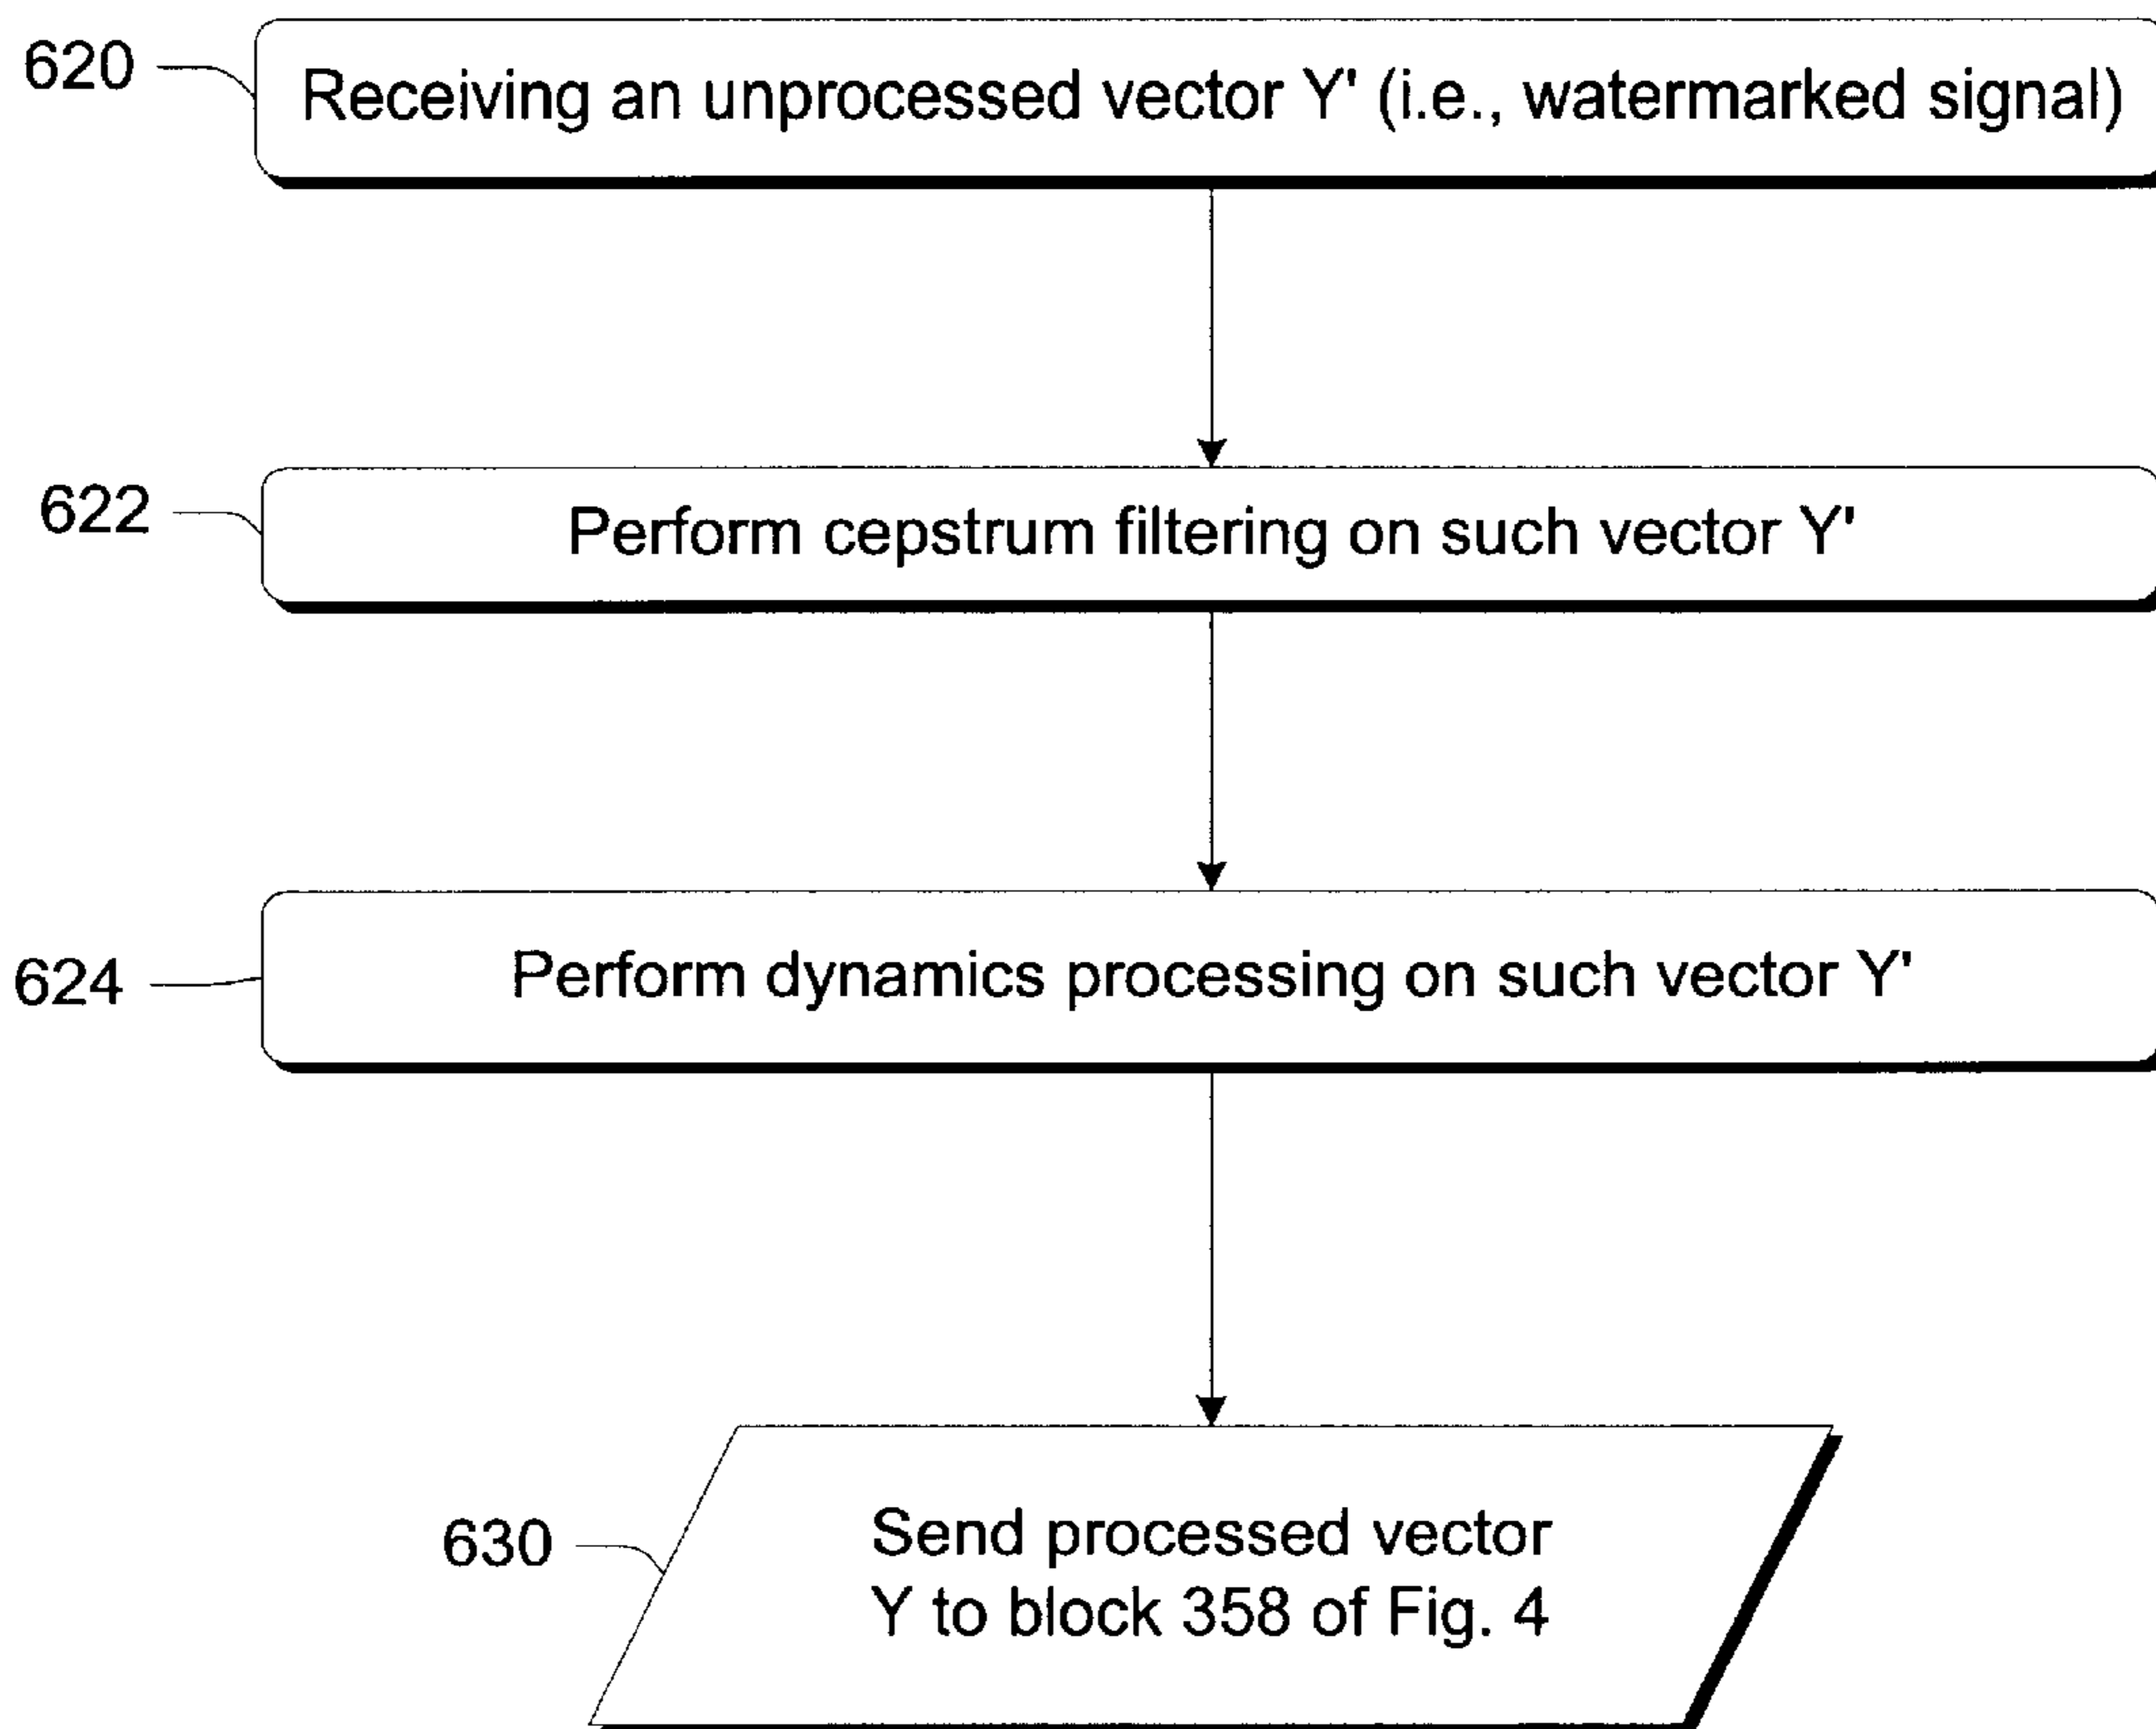 620
Receiving an unprocessed vector Y' (i.e., watermarked signal)
622
Perform cepstrum filtering on such vector Y'
624
Perform dynamics processing on such vector Y'
630
Send processed vector
Y to block 358 of Fig. 4